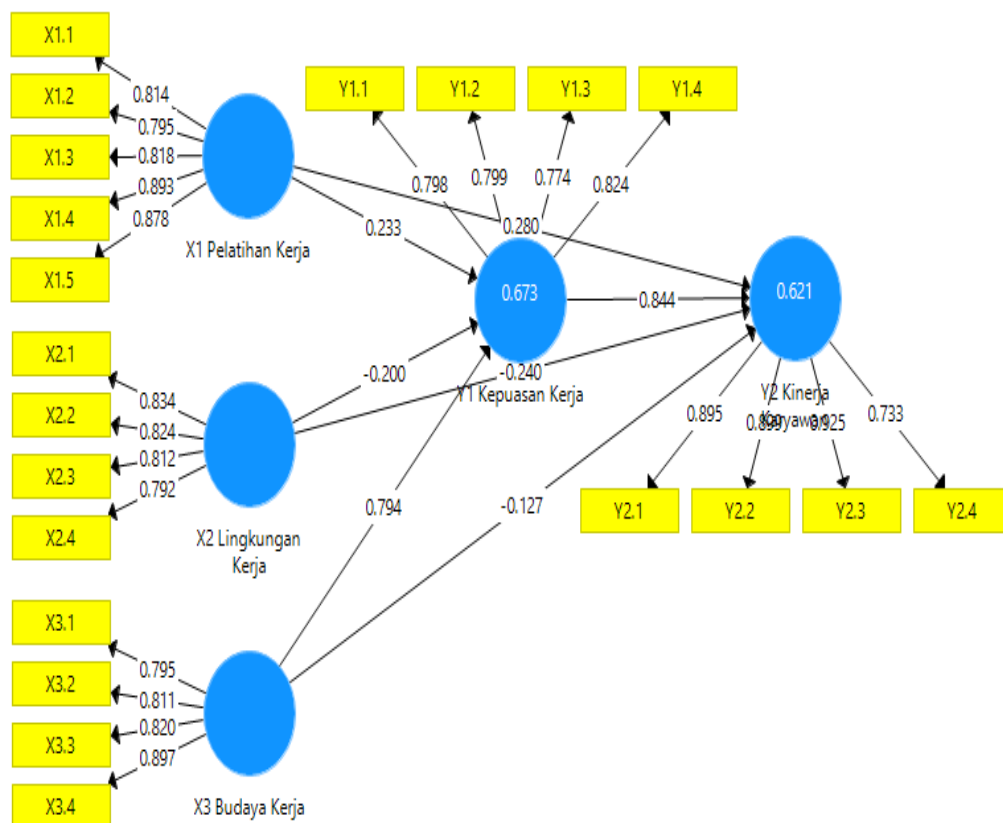 X1.1
X1.2
X1.3
X1.4
X1.5
0.814
0.795
0.818
0.893
0.878
X1 Pelatihan Kerja
Y1.1
Y1.2
Y1.3
Y1.4
0.798
0.799
0.774
0.824
0.233
0.280
0.673
0.844
0.621
-0.200
-0.240
Y1 Kepuasan Kerja
Y2 Kinerja
Karyawan
X2.1
X2.2
X2.3
X2.4
0.834
0.824
0.812
0.792
X2 Lingkungan
Kerja
0.794
-0.127
0.895
0.925
0.733
Y2.1
Y2.2
Y2.3
Y2.4
X3.1
X3.2
X3.3
X3.4
0.795
0.811
0.820
0.897
X3 Budaya Kerja